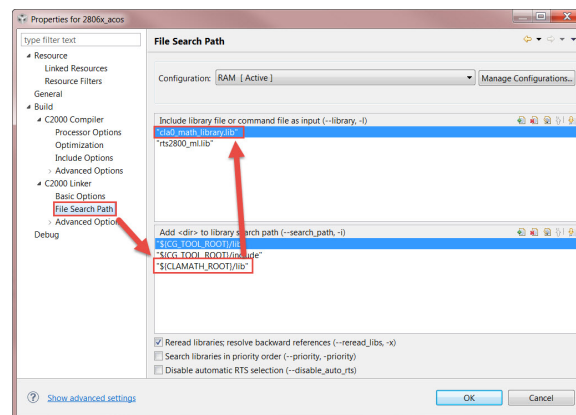 Properties for 2806x_acos
type filter text
File Search Path
Resource
Linked Resources
Resource Filters
General
Build
C2000 Compiler
Processor Options
Optimization
Include Options
Advanced Options
C2000 Linker
Basic Options
File Search Path
Advanced Options
Debug
Configuration:
RAM [ Active ]
Manage Configurations...
Include library file or command file as input (--library, -l)
"cla0_math_library.lib"
"rts2800_ml.lib"
Add <dir> to library search path (--search_path, -i)
"${CG_TOOL_ROOT}/lib"
"${CG_TOOL_ROOT}/include"
"${CLAMATH_ROOT}/lib"
Reread libraries; resolve backward references (--reread_libs, -x)
Search libraries in priority order (--priority, -priority)
Disable automatic RTS selection (--disable_auto_rts)
Show advanced settings
OK
Cancel